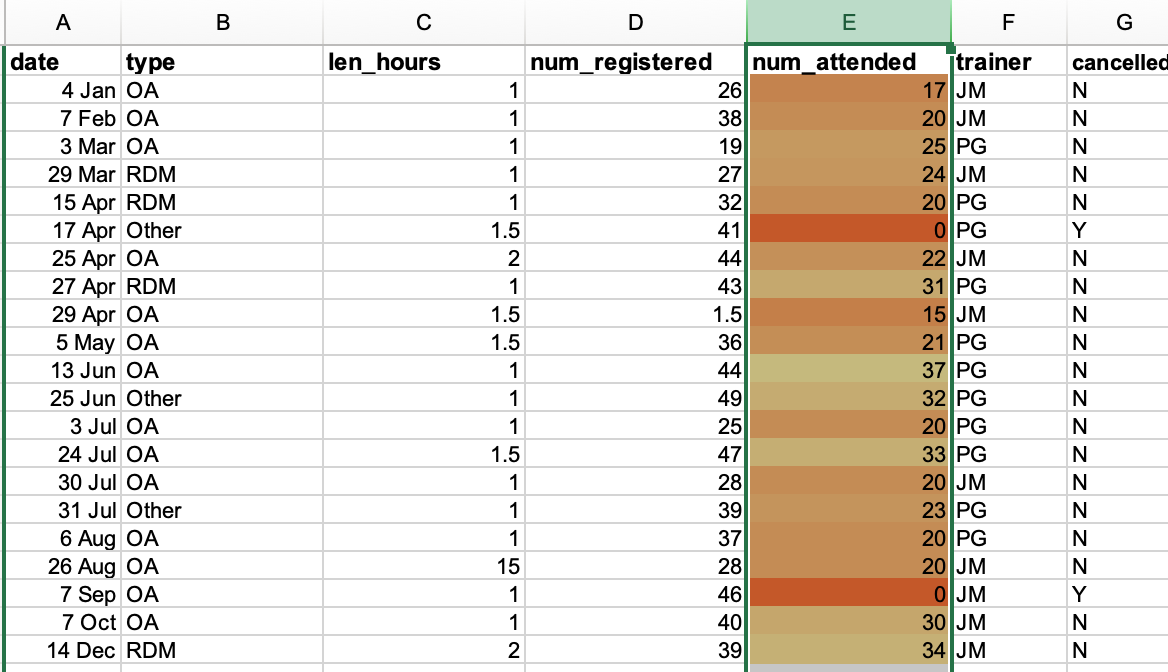 A B C D E F G
date type len_hours num_registered num_attended trainer cancelled
4 Jan OA 1 26 17 JM N
7 Feb OA 1 38 20 JM N
3 Mar OA 1 19 25 PG N
29 Mar RDM 1 27 24 JM N
15 Apr RDM 1 32 20 PG N
17 Apr Other 1.5 41 0 PG Y
25 Apr OA 2 44 22 JM N
27 Apr RDM 1 43 31 PG N
29 Apr OA 1.5 1.5 15 JM N
5 May OA 1.5 36 21 PG N
13 Jun OA 1 44 37 PG N
25 Jun Other 1 49 32 PG N
3 Jul OA 1 25 20 PG N
24 Jul OA 1.5 47 33 PG N
30 Jul OA 1 28 20 JM N
31 Jul Other 1 39 23 PG N
6 Aug OA 1 37 20 PG N
26 Aug OA 15 28 20 JM N
7 Sep OA 1 46 0 JM Y
7 Oct OA 1 40 30 JM N
14 Dec RDM 2 39 34 JM N